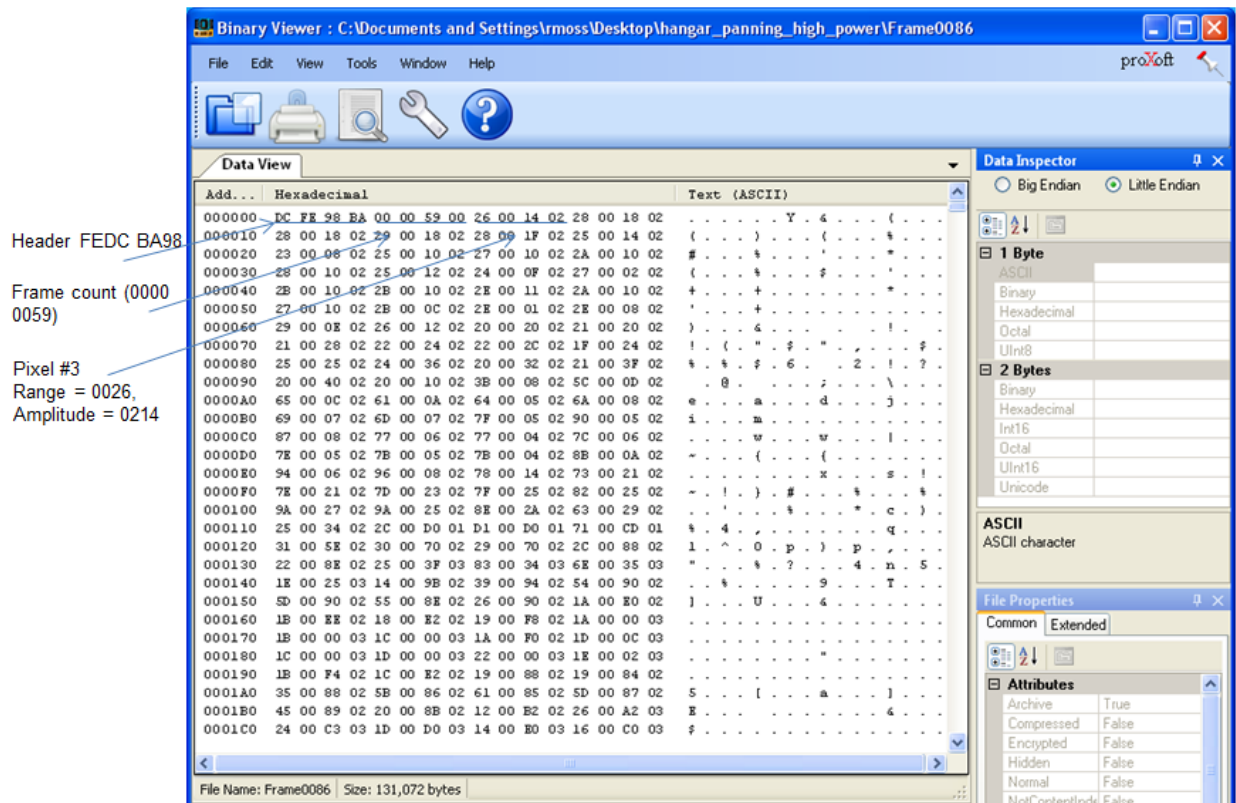 Binary Viewer : C:\Documents and Settings\rmoss\Desktop\hangar_panning_high_power\Frame0086
File Edit View Tools Window Help
proXoft
Data View
Add... Hexadecimal Text (ASCII)
000000 DC FE 98 BA 00 00 59 00 26 00 14 02 28 00 18 02 . . . . . . Y . & . . . ( . . .
000010 28 00 18 02 29 00 18 02 28 00 1F 02 25 00 14 02 ( . . . ) . . . ( . . . % . . .
000020 23 00 08 02 25 00 10 02 27 00 10 02 2A 00 10 02 # . . . % . . . ' . . . * . . .
000030 28 00 10 02 25 00 12 02 24 00 0F 02 27 00 02 02 ( . . . % . . . $ . . . ' . . .
000040 2B 00 10 02 2B 00 10 02 2E 00 11 02 2A 00 10 02 + . . . + . . . . . . . * . . .
000050 27 00 10 02 2B 00 0C 02 2E 00 01 02 2E 00 08 02 ' . . . + . . . . . . . . . . .
000060 29 00 0E 02 26 00 12 02 20 00 20 02 21 00 20 02 ) . . . & . . .   .   . ! .   .
000070 21 00 28 02 22 00 24 02 22 00 2C 02 1F 00 24 02 ! . ( . " . $ . " . , . . . $ .
000080 25 00 25 02 24 00 36 02 20 00 32 02 21 00 3F 02 % . % . $ . 6 .   . 2 . ! . ? .
000090 20 00 40 02 20 00 10 02 3B 00 08 02 5C 00 0D 02   . @ .   . . . ; . . . \ . . .
0000A0 65 00 0C 02 61 00 0A 02 64 00 05 02 6A 00 08 02 e . . . a . . . d . . . j . . .
0000B0 69 00 07 02 6D 00 07 02 7F 00 05 02 90 00 05 02 i . . . m . . . . . . . . . . .
0000C0 87 00 08 02 77 00 06 02 77 00 04 02 7C 00 06 02 . . . . w . . . w . . . | . . .
0000D0 7E 00 05 02 7B 00 05 02 7B 00 04 02 8B 00 0A 02 ~ . . . { . . . { . . . . . . .
0000E0 94 00 06 02 96 00 08 02 78 00 14 02 73 00 21 02 . . . . . . . . x . . . s . ! .
0000F0 7E 00 21 02 7D 00 23 02 7F 00 25 02 82 00 25 02 ~ . ! . } . # . . . % . . . % .
000100 9A 00 27 02 9A 00 25 02 8E 00 2A 02 63 00 29 02 . . ' . . . % . . . * . c . ) .
000110 25 00 34 02 2C 00 D0 01 D1 00 D0 01 71 00 CD 01 % . 4 . , . . . . . . . q . . .
000120 31 00 5E 02 30 00 70 02 29 00 70 02 2C 00 88 02 1 . ^ . 0 . p . ) . p . , . . .
000130 22 00 8E 02 25 00 3F 03 83 00 34 03 6E 00 35 03 " . . . % . ? . . . 4 . n . 5 .
000140 1E 00 25 03 14 00 9B 02 39 00 94 02 54 00 90 02 . . % . . . . . 9 . . . T . . .
000150 5D 00 90 02 55 00 8E 02 26 00 90 02 1A 00 E0 02 ] . . . U . . . & . . . . . . .
000160 1B 00 EE 02 18 00 E2 02 19 00 F8 02 1A 00 00 03 . . . . . . . . . . . . . . . .
000170 1B 00 00 03 1C 00 00 03 1A 00 F0 02 1D 00 0C 03 . . . . . . . . . . . . . . . .
000180 1C 00 00 03 1D 00 00 03 22 00 00 03 1E 00 02 03 . . . . . . . . " . . . . . . .
000190 1B 00 F4 02 1C 00 E2 02 19 00 88 02 19 00 84 02 . . . . . . . . . . . . . . . .
0001A0 35 00 88 02 5B 00 86 02 61 00 85 02 5D 00 87 02 5 . . . [ . . . a . . . ] . . .
0001B0 45 00 89 02 20 00 8B 02 12 00 B2 02 26 00 A2 03 E . . .   . . . . . . . & . . .
0001C0 24 00 C3 03 1D 00 D0 03 14 00 E0 03 16 00 C0 03 $ . . . . . . . . . . . . . . .
File Name: Frame0086 Size: 131,072 bytes
Header FEDC BA98
Frame count (0000
0059)
Pixel #3
Range = 0026,
Amplitude = 0214
Data Inspector
Big Endian Little Endian
1 Byte
ASCII
Binary
Hexadecimal
Octal
UInt8
2 Bytes
Binary
Hexadecimal
Int16
Octal
UInt16
Unicode
ASCII
ASCII character
File Properties
Common Extended
Attributes
Archive True
Compressed False
Encrypted False
Hidden False
Normal False
NotContentInde False